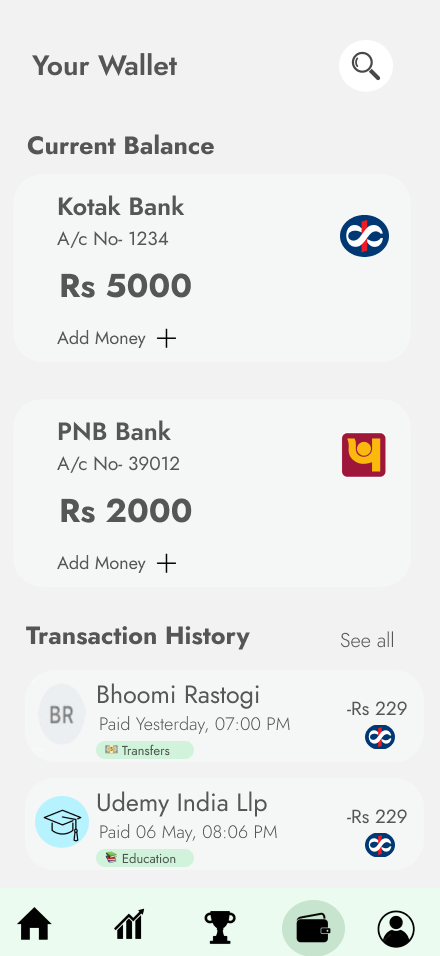 Your Wallet
Current Balance
Kotak Bank
A/c No- 1234
Rs 5000
Add Money
PNB Bank
A/c No- 39012
Rs 2000
Add Money
Transaction History
See all
BR
Bhoomi Rastogi
-Rs 229
Paid Yesterday, 07:00 PM
Transfers
Udemy India Llp
-Rs 229
Paid 06 May, 08:06 PM
Education